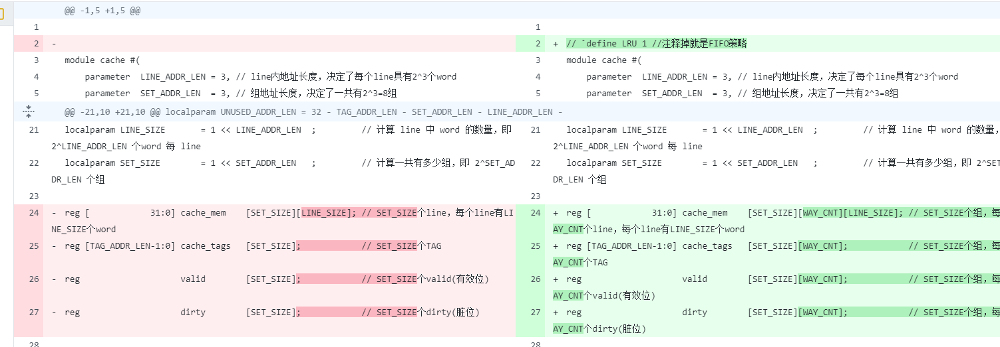 @@ -1,5 +1,5 @@
1
2 -
3 module cache #(
4 parameter  LINE_ADDR_LEN = 3, // line内地址长度，决定了每个line具有2^3个word
5 parameter  SET_ADDR_LEN  = 3, // 组地址长度，决定了一共有2^3=8组
1
2 + // `define LRU 1 //注释掉就是FIFO策略
3 module cache #(
4 parameter  LINE_ADDR_LEN = 3, // line内地址长度，决定了每个line具有2^3个word
5 parameter  SET_ADDR_LEN  = 3, // 组地址长度，决定了一共有2^3=8组
@@ -21,10 +21,10 @@ localparam UNUSED_ADDR_LEN = 32 - TAG_ADDR_LEN - SET_ADDR_LEN - LINE_ADDR_LEN -
21 localparam LINE_SIZE       = 1 << LINE_ADDR_LEN  ;         // 计算 line 中 word 的数量，即
2^LINE_ADDR_LEN 个word 每 line
22 localparam SET_SIZE        = 1 << SET_ADDR_LEN   ;         // 计算一共有多少组，即 2^SET_AD
DR_LEN 个组
23
24 - reg [            31:0] cache_mem    [SET_SIZE][LINE_SIZE]; // SET_SIZE个line，每个line有LI
NE_SIZE个word
25 - reg [TAG_ADDR_LEN-1:0] cache_tags   [SET_SIZE];            // SET_SIZE个TAG
26 - reg                    valid        [SET_SIZE];            // SET_SIZE个valid(有效位)
27 - reg                    dirty        [SET_SIZE];            // SET_SIZE个dirty(脏位)
28
21 localparam LINE_SIZE       = 1 << LINE_ADDR_LEN  ;         // 计算 line 中 word 的数量，即
2^LINE_ADDR_LEN 个word 每 line
22 localparam SET_SIZE        = 1 << SET_ADDR_LEN   ;         // 计算一共有多少组，即 2^SET
DR_LEN 个组
23
24 + reg [            31:0] cache_mem    [SET_SIZE][WAY_CNT][LINE_SIZE]; // SET_SIZE个组，每
AY_CNT个line，每个line有LINE_SIZE个word
25 + reg [TAG_ADDR_LEN-1:0] cache_tags   [SET_SIZE][WAY_CNT];            // SET_SIZE个组，每
AY_CNT个TAG
26 + reg                    valid        [SET_SIZE][WAY_CNT];            // SET_SIZE个组，每
AY_CNT个valid(有效位)
27 + reg                    dirty        [SET_SIZE][WAY_CNT];            // SET_SIZE个组，每
AY_CNT个dirty(脏位)
28